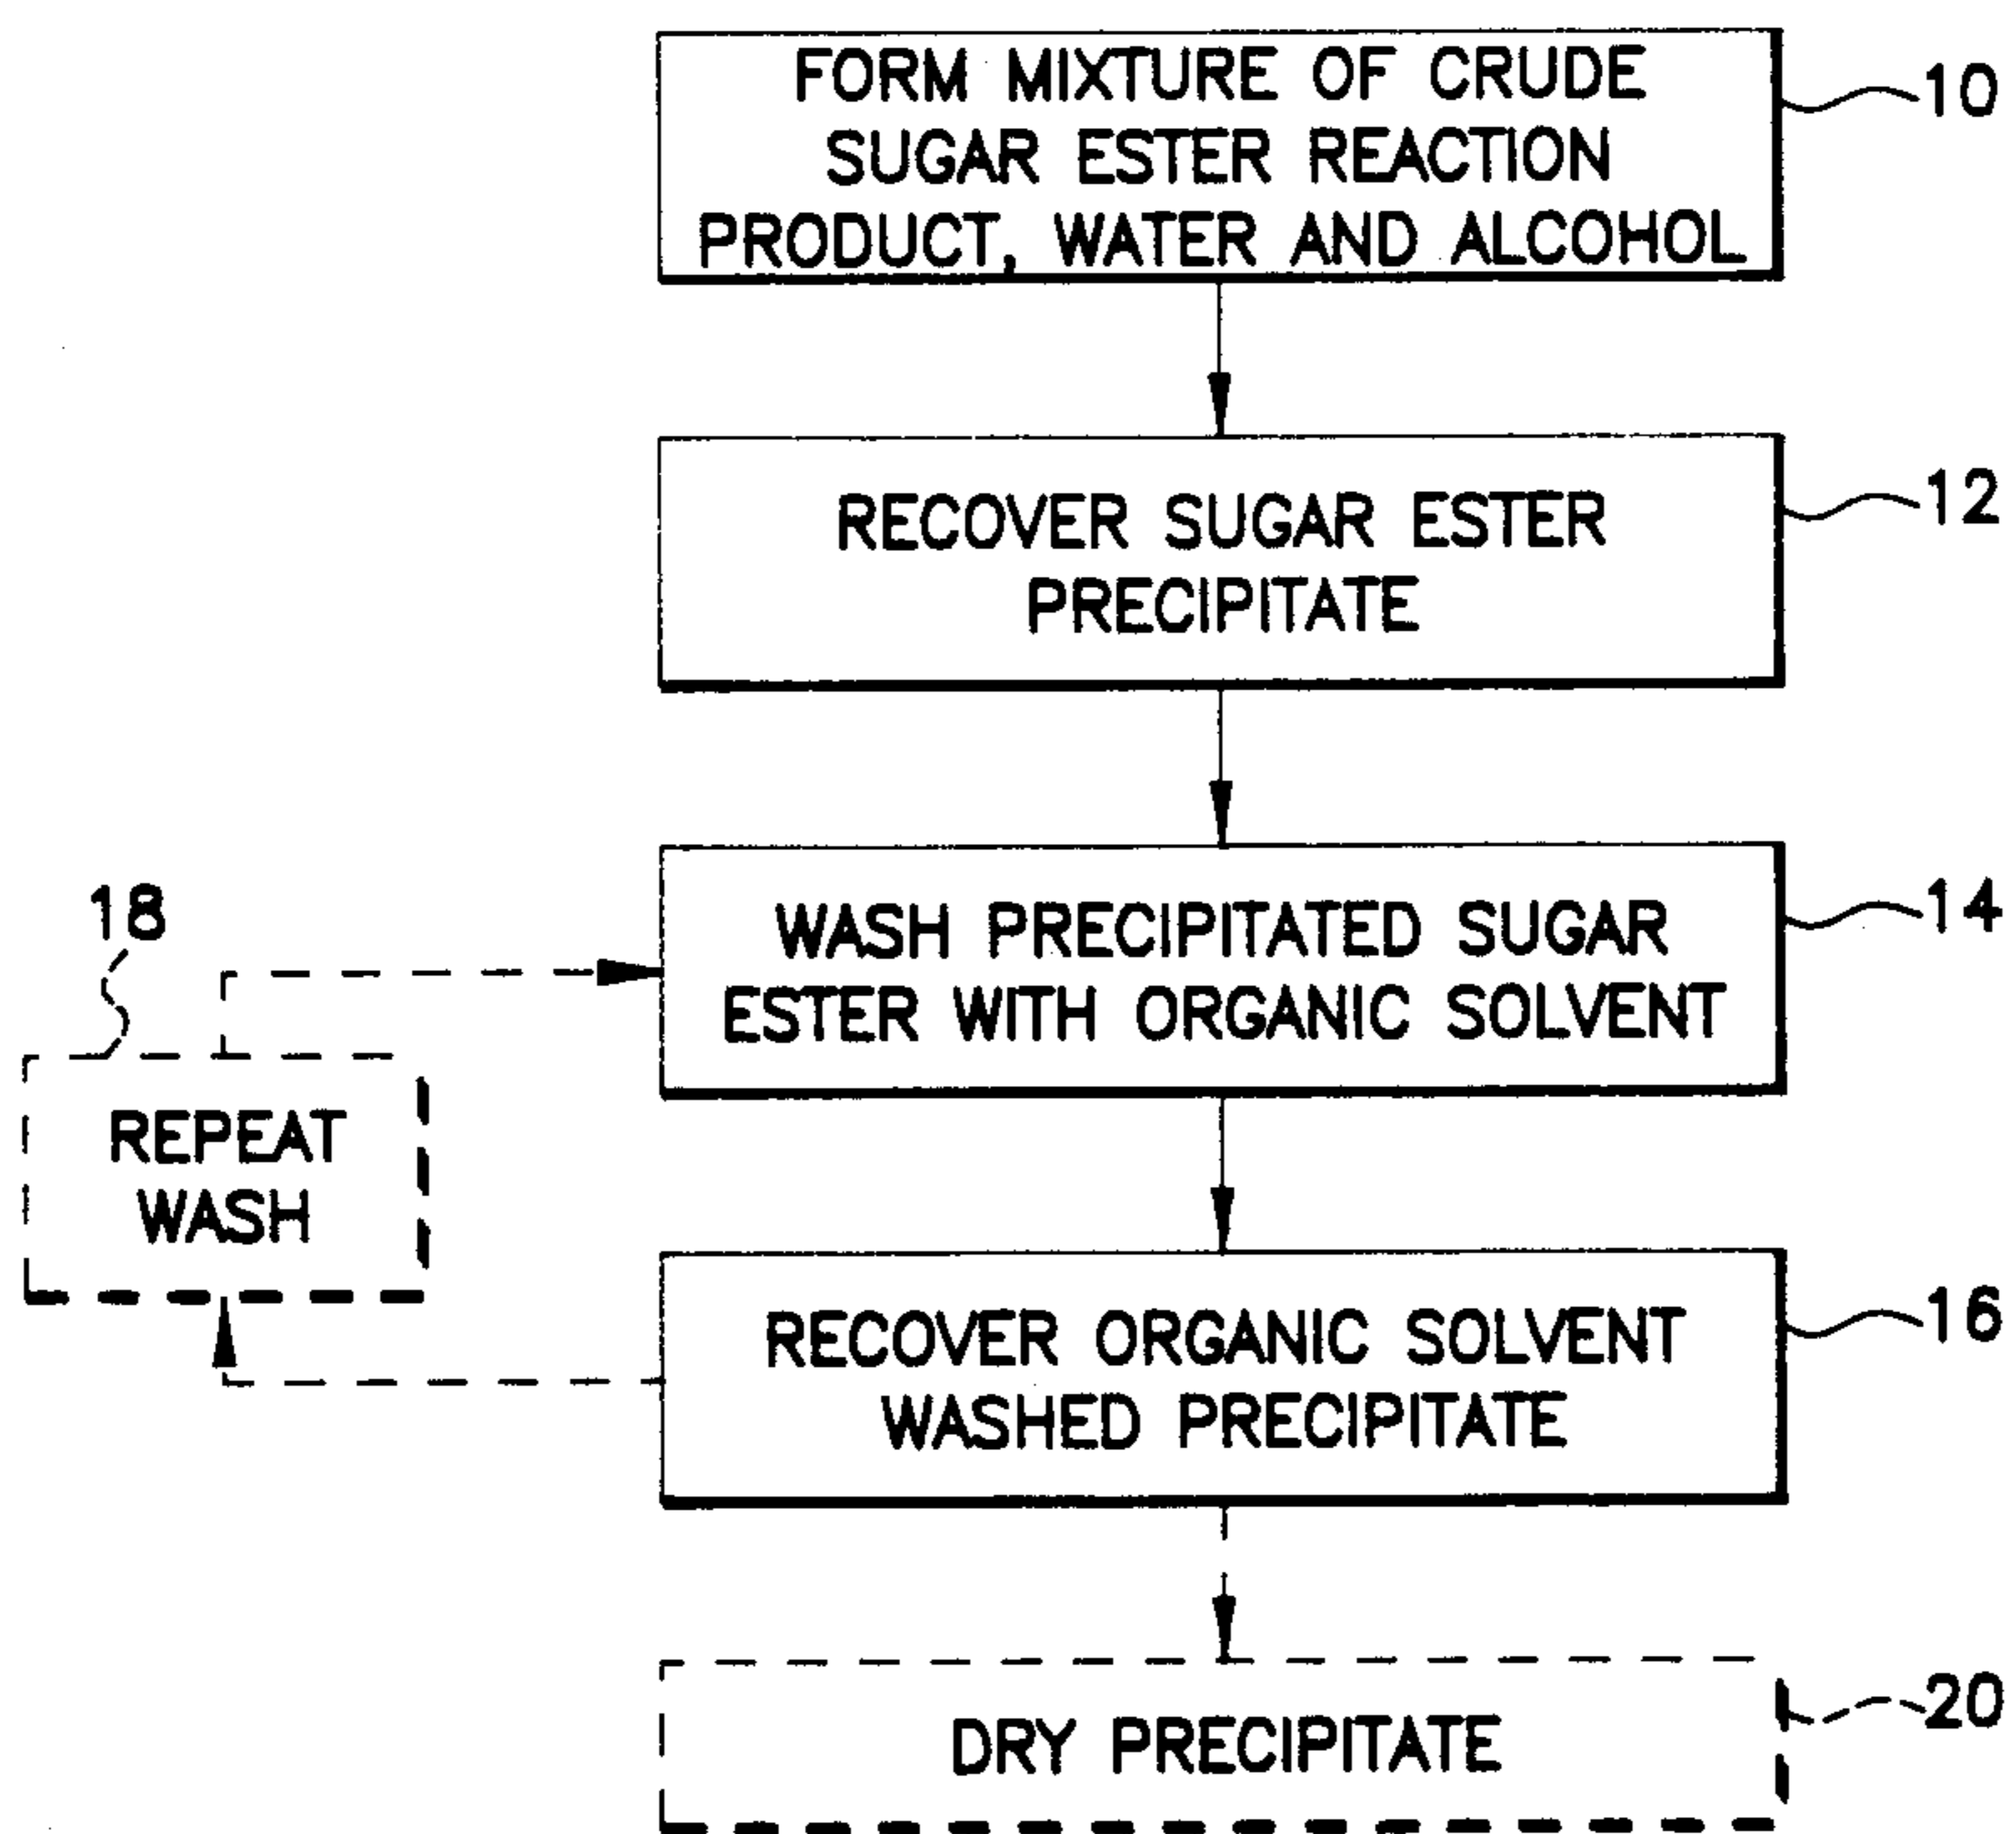 FORM MIXTURE OF CRUDE
SUGAR ESTER REACTION
PRODUCT, WATER AND ALCOHOL
10
RECOVER SUGAR ESTER
PRECIPITATE
12
WASH PRECIPITATED SUGAR
ESTER WITH ORGANIC SOLVENT
14
18
REPEAT
WASH
RECOVER ORGANIC SOLVENT
WASHED PRECIPITATE
16
DRY PRECIPITATE
20